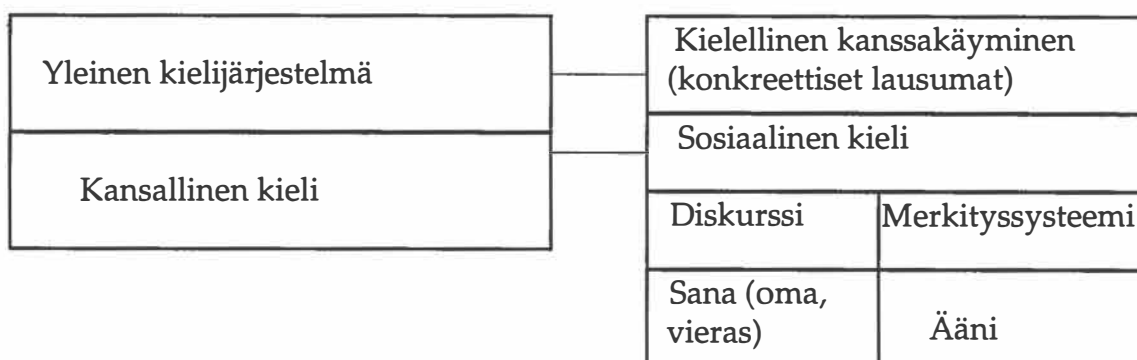 Yleinen kielijärjestelmä
Kansallinen kieli
Kielellinen kanssakäyminen
(konkreettiset lausumat)
Sosiaalinen kieli
Diskurssi
Merkityssysteemi
Sana (oma,
vieras)
Ääni